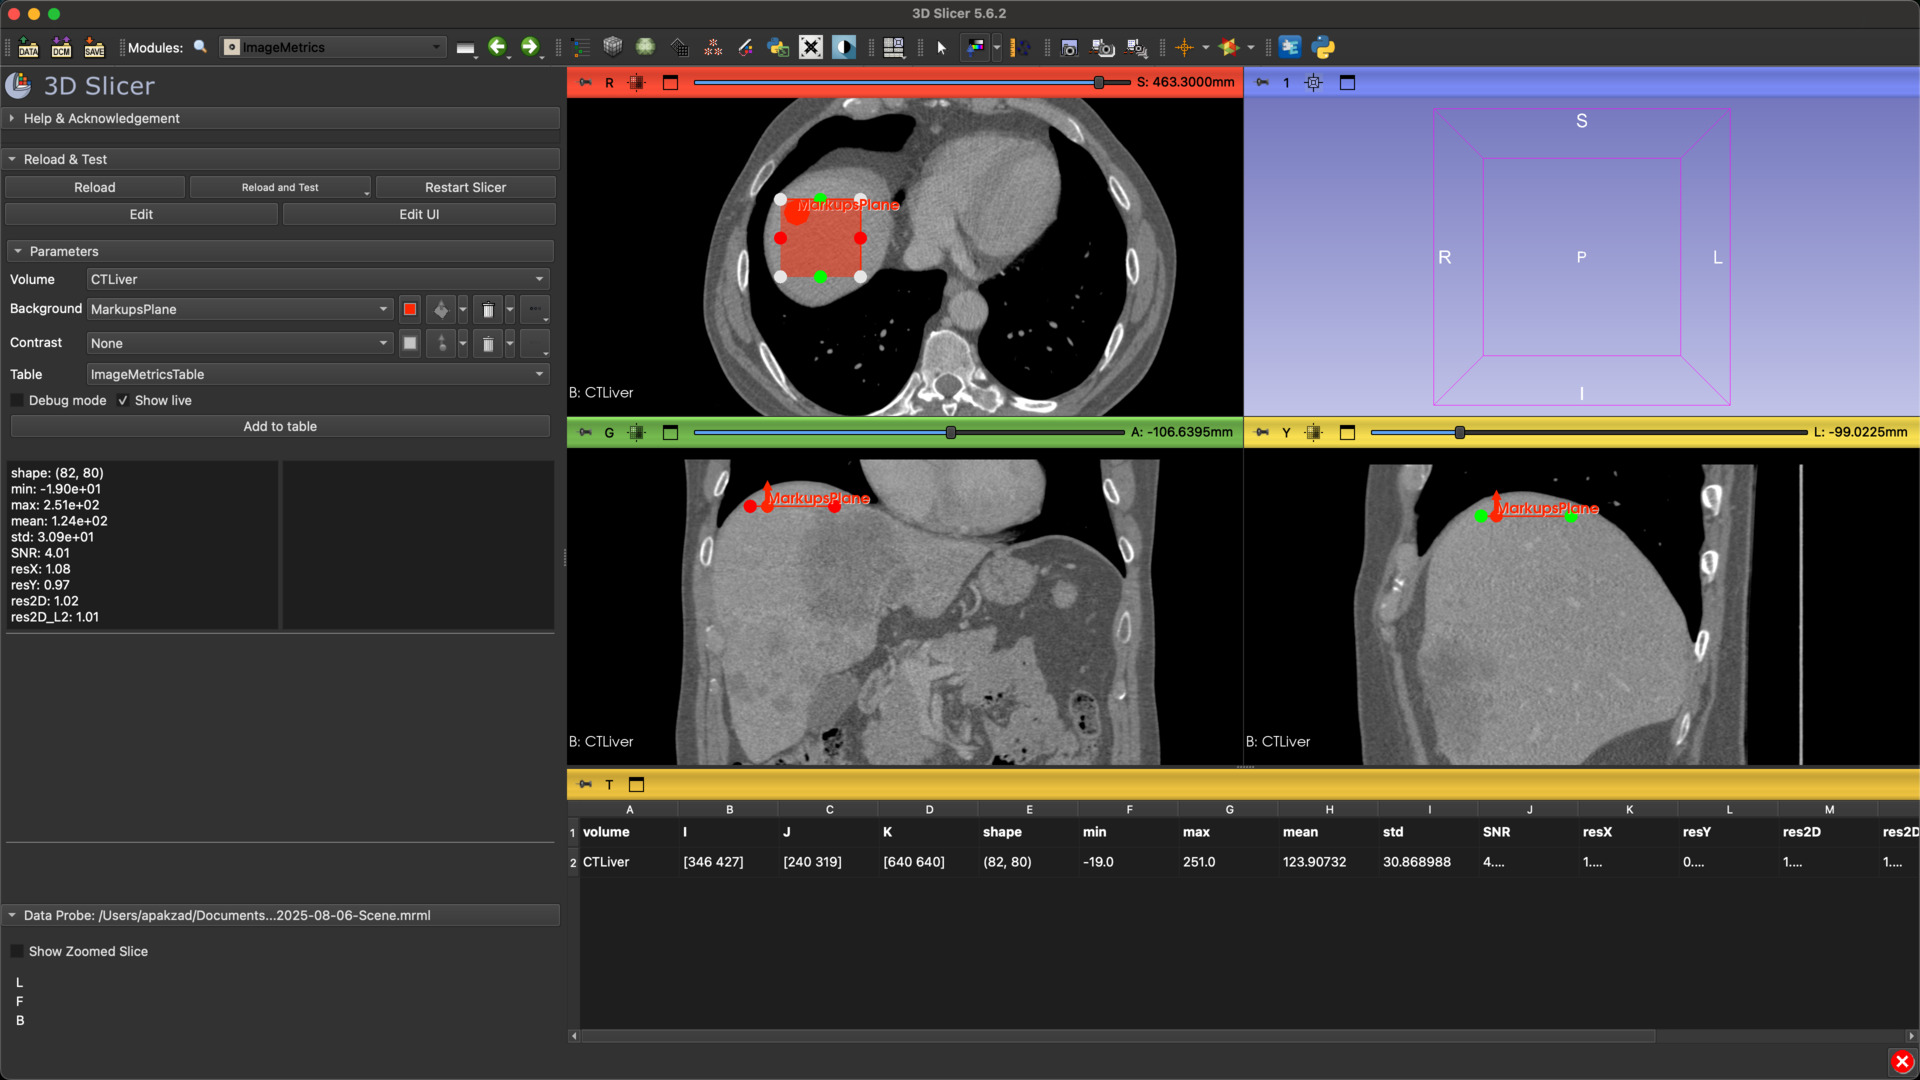 3D Slicer 5.6.2
DATA DCM SAVE Modules: ImageMetrics
3D Slicer
Help & Acknowledgement
Reload & Test
Reload Reload and Test Restart Slicer
Edit Edit UI
Parameters
Volume CTLiver
Background MarkupsPlane
Contrast None
Table ImageMetricsTable
Debug mode Show live
Add to table
shape: (82, 80)
min: -1.90e+01
max: 2.51e+02
mean: 1.24e+02
std: 3.09e+01
SNR: 4.01
resX: 1.08
resY: 0.97
res2D: 1.02
res2D_L2: 1.01
Data Probe: /Users/apakzad/Documents...2025-08-06-Scene.mrml
Show Zoomed Slice
L
F
B
R S: 463.3000mm
MarkupsPlane
B: CTLiver
1
S
R P L
I
G A: -106.6395mm
MarkupsPlane
B: CTLiver
Y L: -99.0225mm
MarkupsPlane
B: CTLiver
T
A B C D E F G H I J K L M
1 volume I J K shape min max mean std SNR resX resY res2D res2D
2 CTLiver [346 427] [240 319] [640 640] (82, 80) -19.0 251.0 123.90732 30.868988 4.... 1.... 0.... 1.... 1....